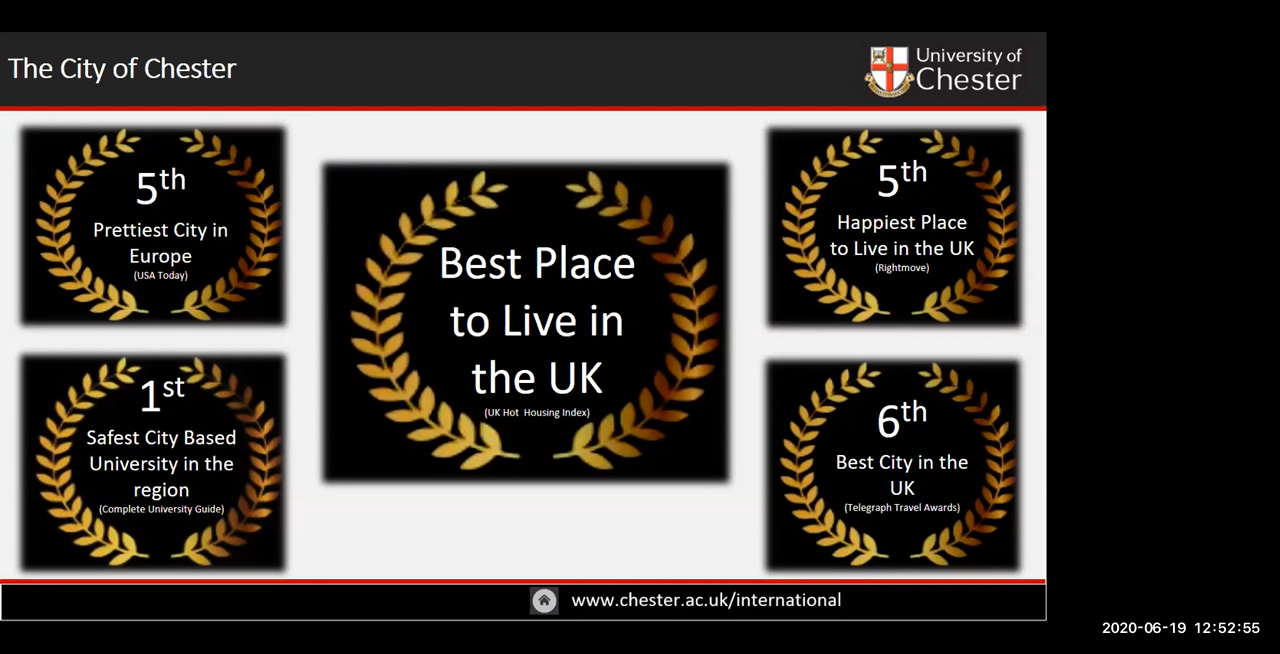 The City of Chester
University of
Chester
5th
Prettiest City in
Europe
(USA Today)
1st
Safest City Based
University in the
region
(Complete University Guide)
Best Place
to Live in
the UK
(UK Hot Housing Index)
5th
Happiest Place
to Live in the UK
(Rightmove)
6th
Best City in the
UK
(Telegraph Travel Awards)
www.chester.ac.uk/international
2020-06-19 12:52:55